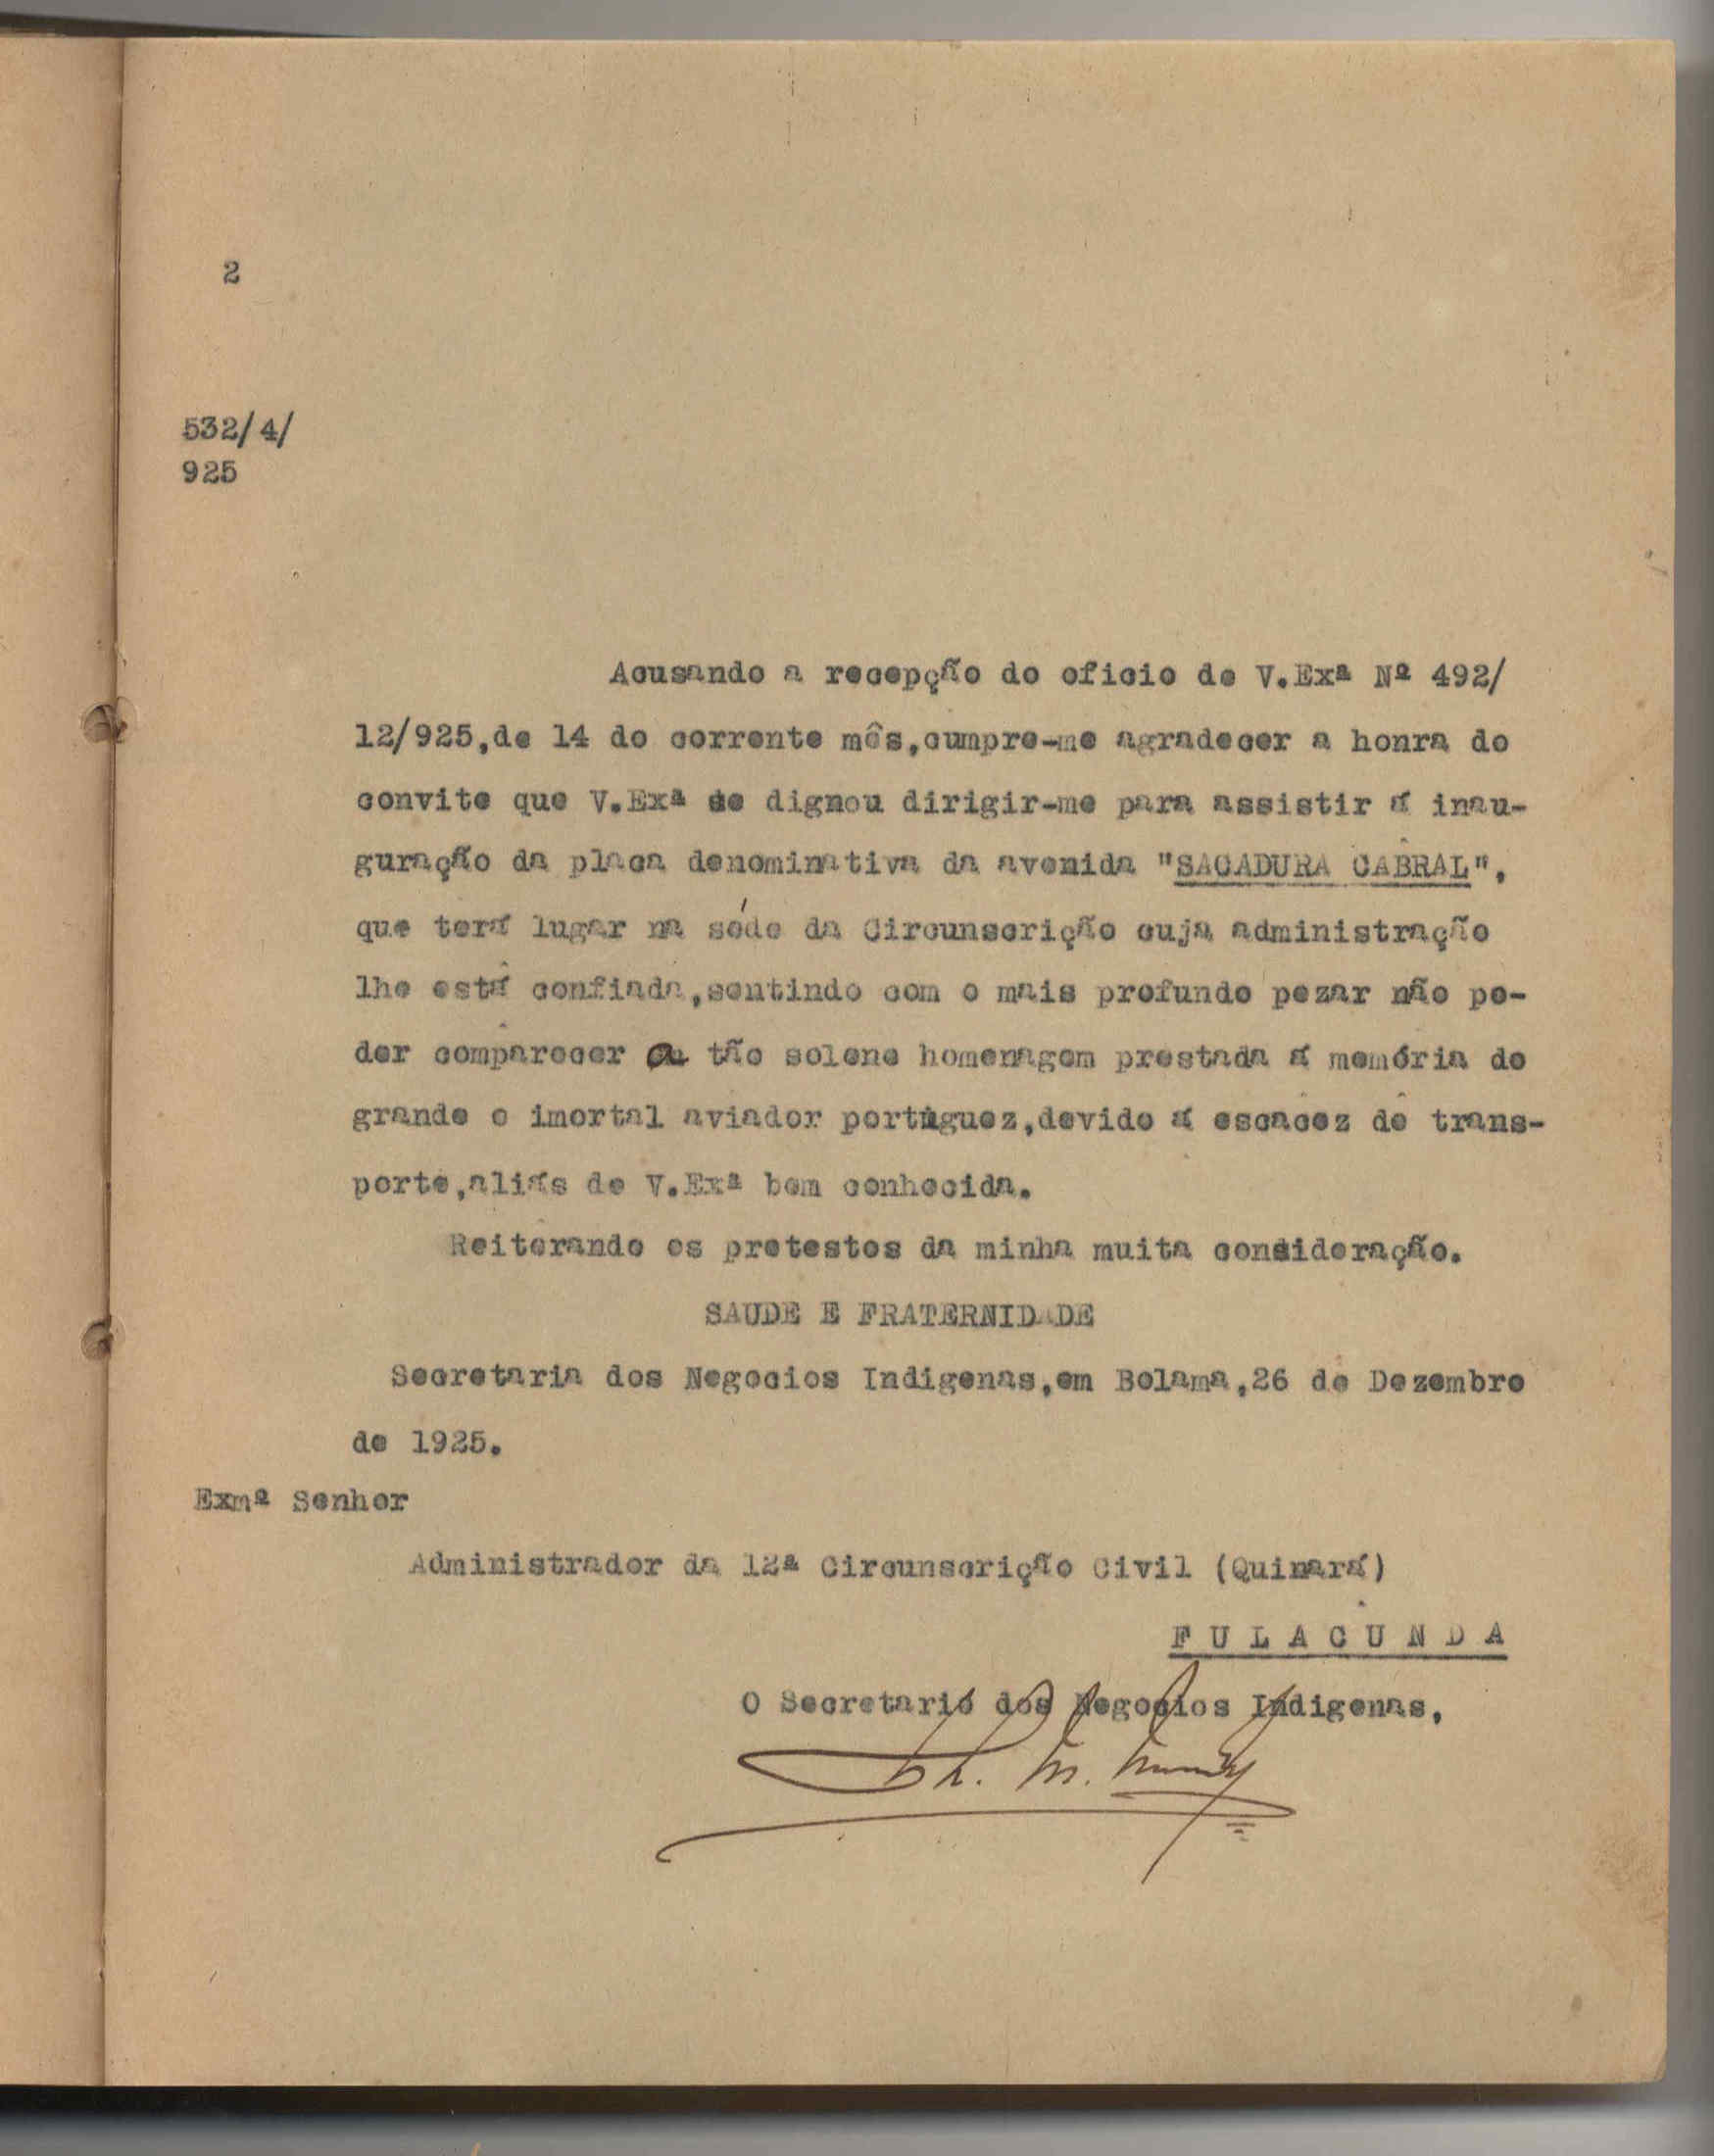 2
532/4/
925
Acusando a recepção do oficio de V.Exª Nº 492/
12/925,de 14 do corrente mês,cumpre-me agradecer a honra do
convite que V.Exª se dignou dirigir-me para assistir á inau-
guração da placa denominativa da avenida "SACADURA CABRAL",
que terá lugar na séde da Circunscrição cuja administração
lhe está confiada,sentindo com o mais profundo pezar não po-
der comparecer a tão solene homenagem prestada á memória do
grande e imortal aviador portuguez,devido á escacez de trans-
porte,aliás de V.Exª bem conhecida.
Reiterando os protestos da minha muita consideração.
SAUDE E FRATERNIDADE
Secretaria dos Negocios Indigenas,em Bolama,26 de Dezembro
de 1925.
Exmº Senhor
Administrador da 12ª Circunscrição Civil (Quinará)
F U L A C U N D A
O Secretario dos Negocios Indigenas,